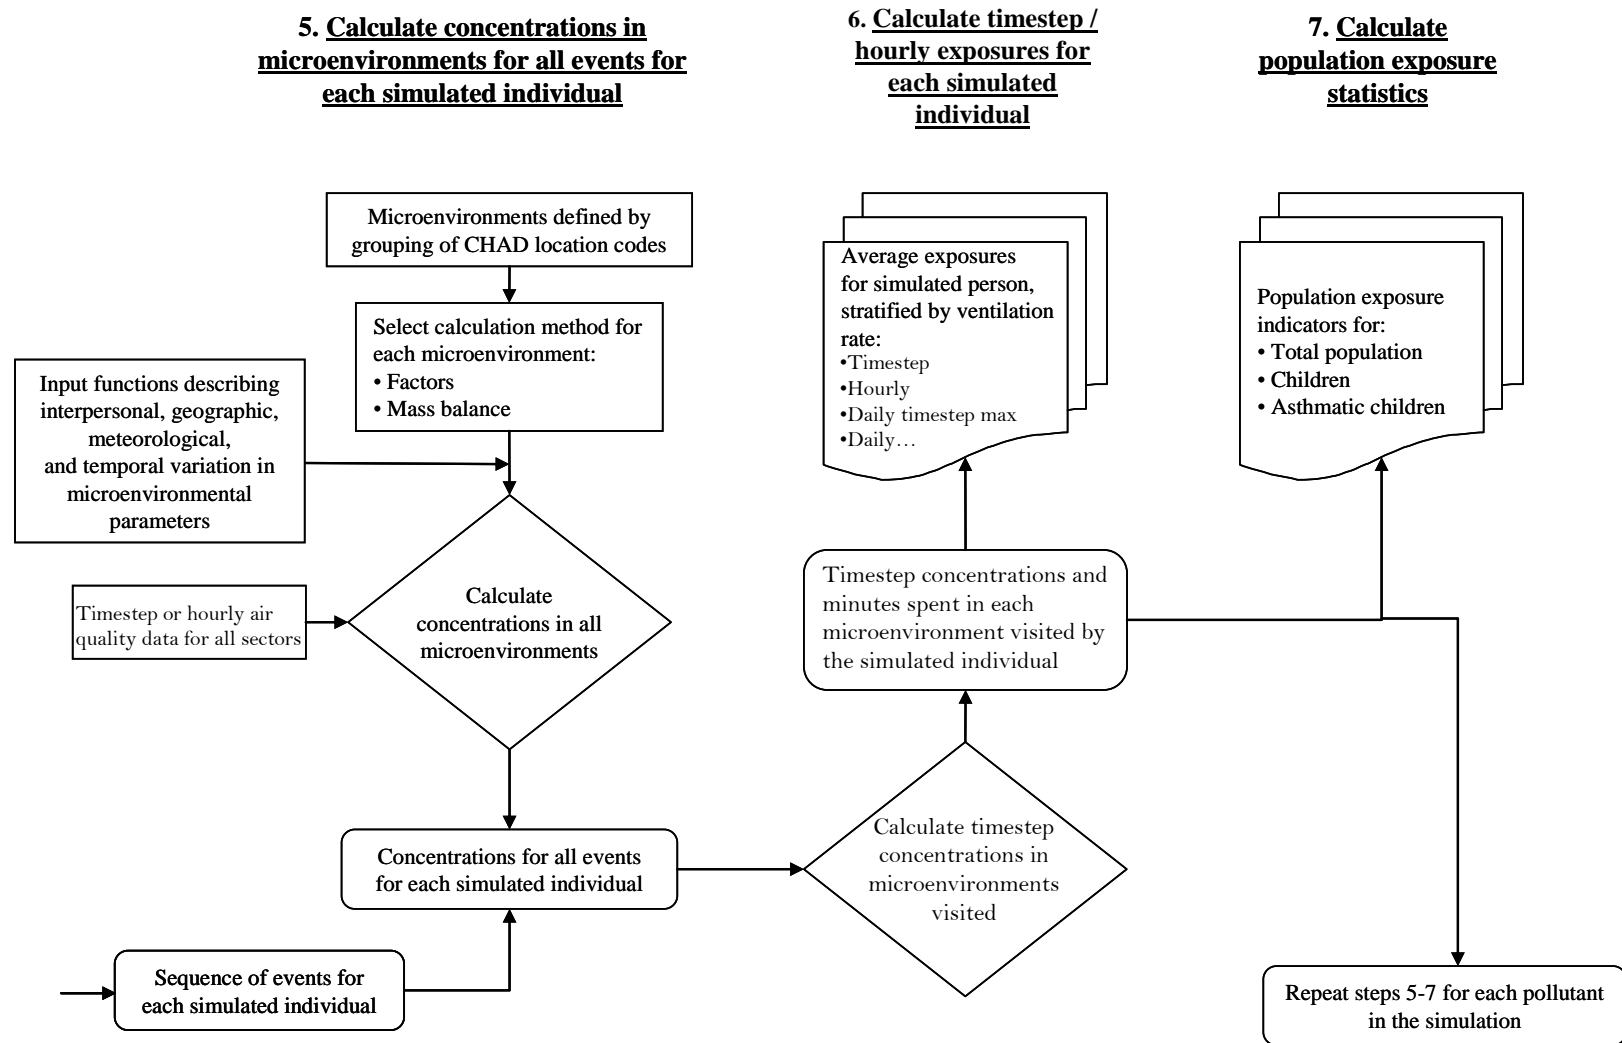 5. Calculate concentrations in
microenvironments for all events for
each simulated individual
6. Calculate timestep /
hourly exposures for
each simulated
individual
7. Calculate
population exposure
statistics
Microenvironments defined by
grouping of CHAD location codes
Select calculation method for
each microenvironment:
• Factors
• Mass balance
Input functions describing
interpersonal, geographic,
meteorological,
and temporal variation in
microenvironmental
parameters
Timestep or hourly air
quality data for all sectors
Calculate
concentrations in all
microenvironments
Concentrations for all events
for each simulated individual
Sequence of events for
each simulated individual
Average exposures
for simulated person,
stratified by ventilation
rate:
•Timestep
•Hourly
•Daily timestep max
•Daily…
Timestep concentrations and
minutes spent in each
microenvironment visited by
the simulated individual
Calculate timestep
concentrations in
microenvironments
visited
Population exposure
indicators for:
• Total population
• Children
• Asthmatic children
Repeat steps 5-7 for each pollutant
in the simulation